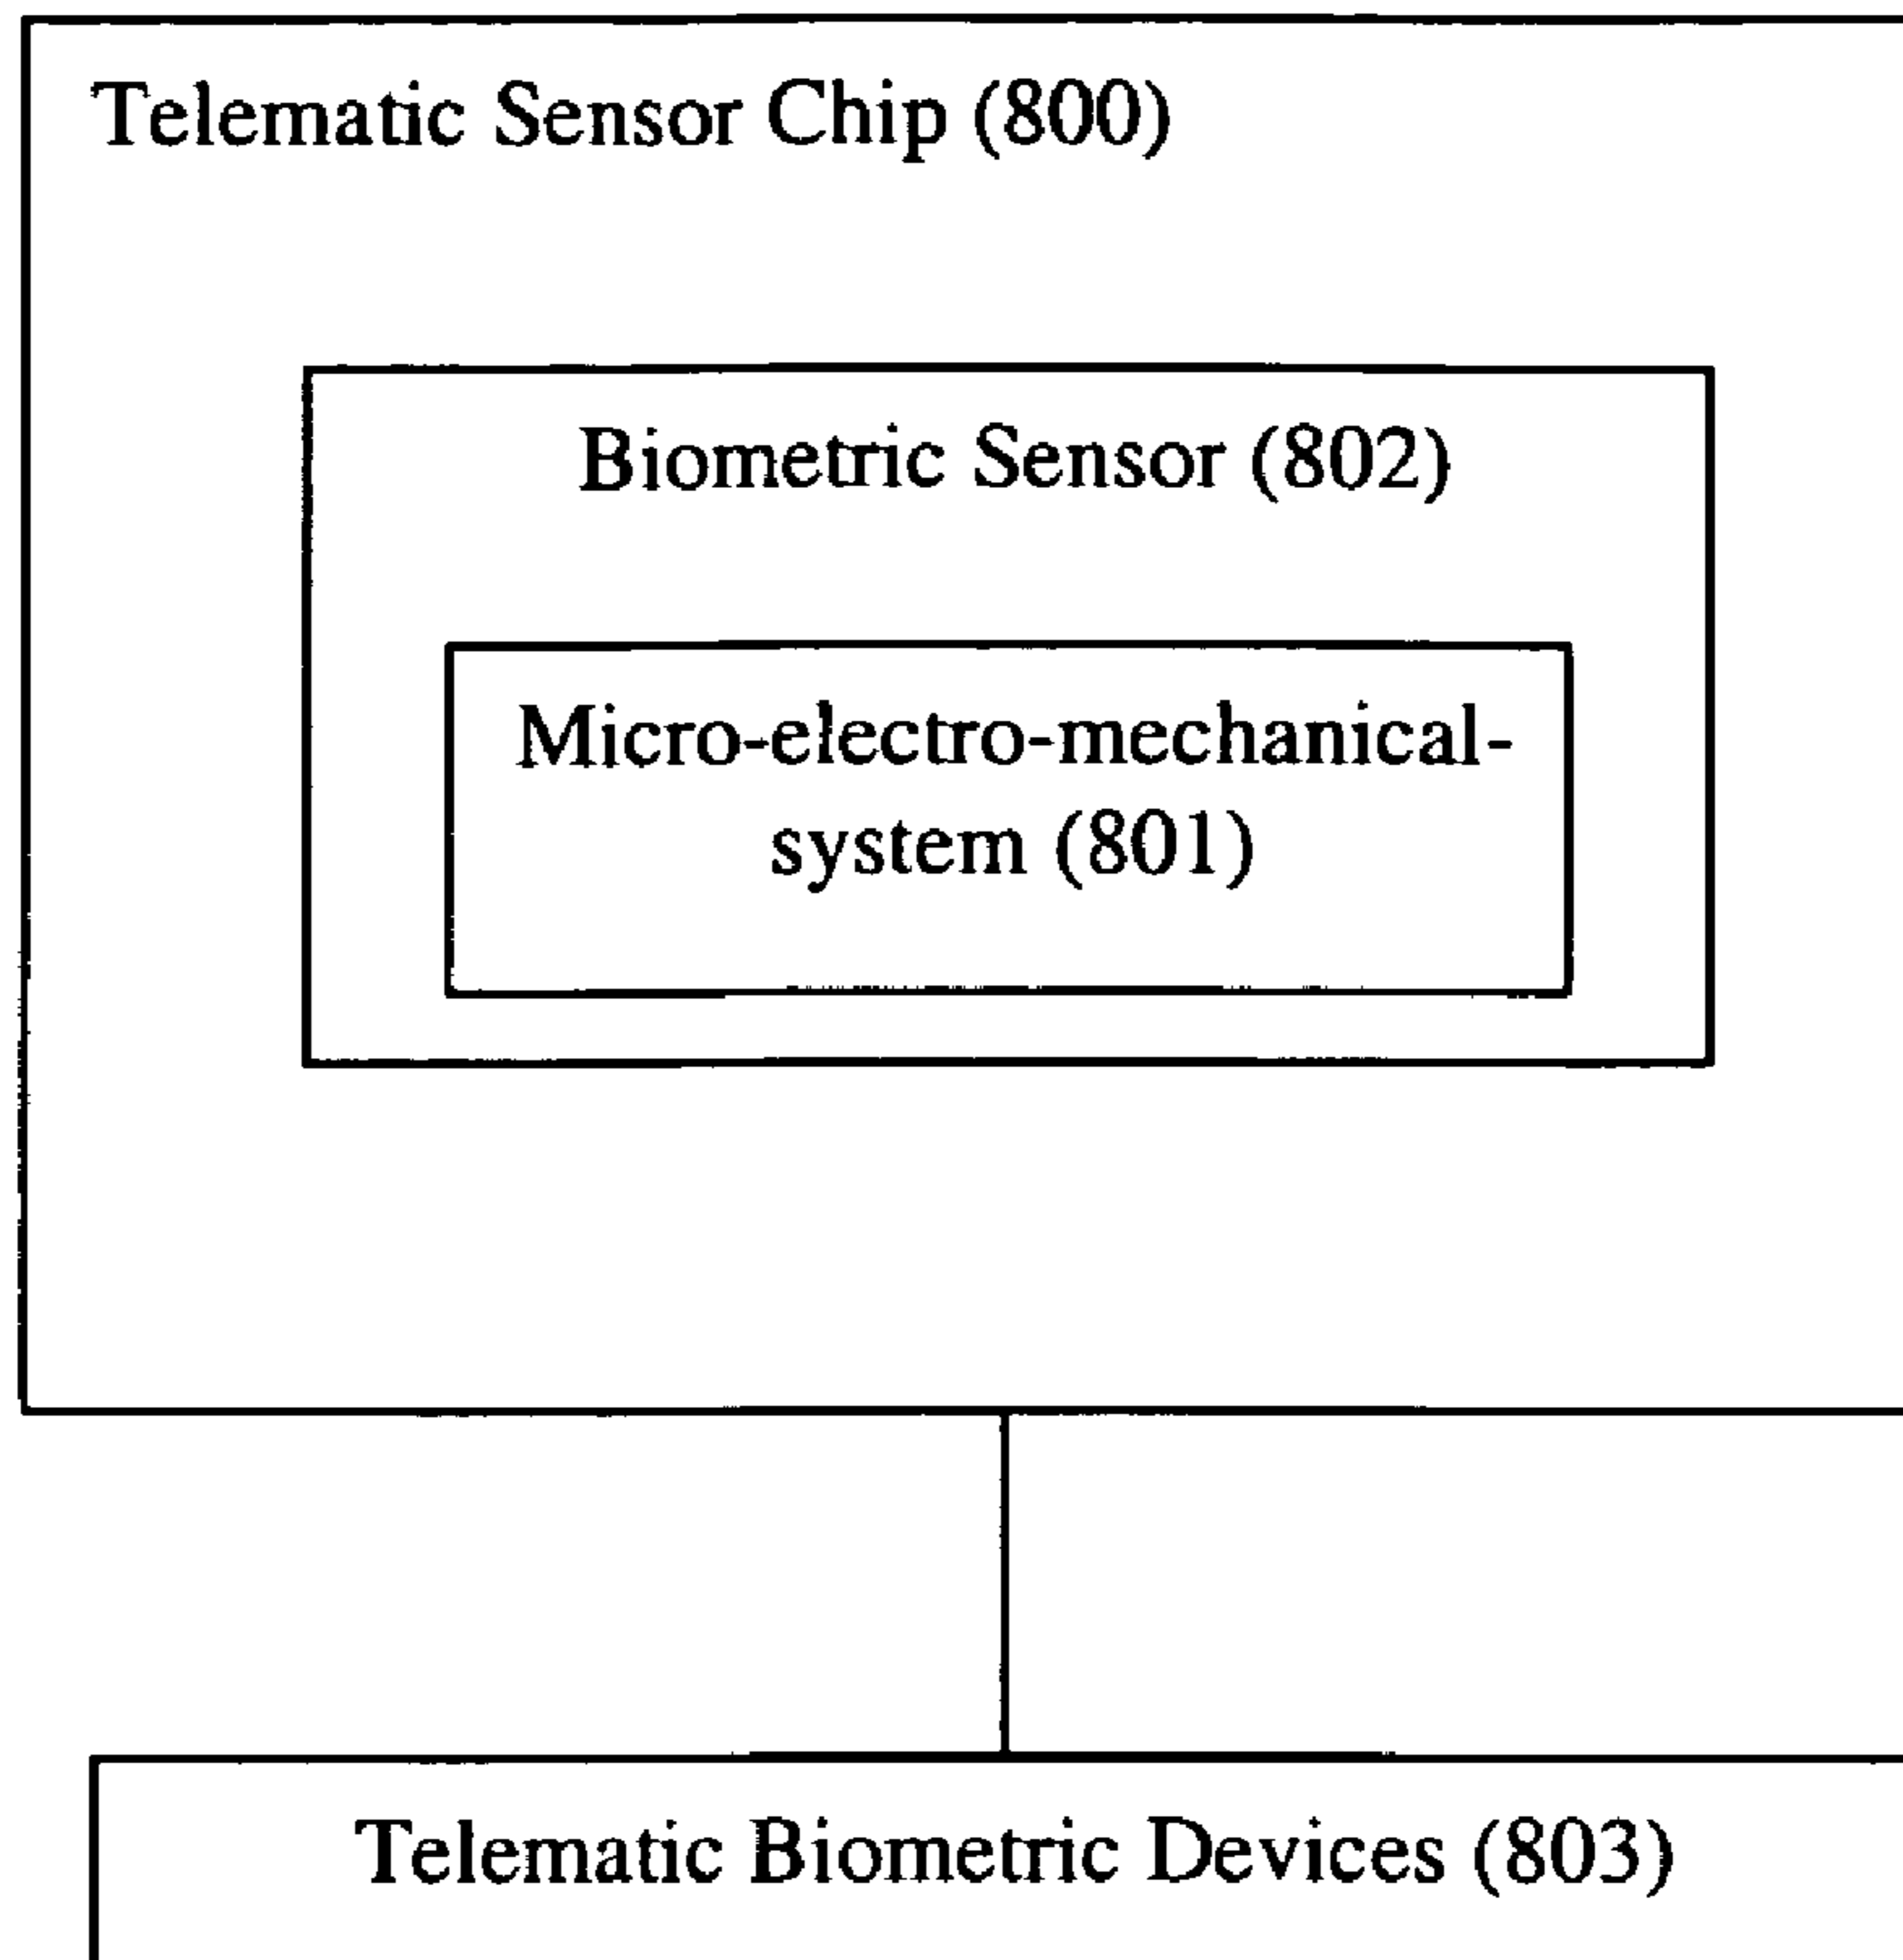 Telematic Sensor Chip (800)
Biometric Sensor (802)
Micro-electro-mechanical-
system (801)
Telematic Biometric Devices (803)